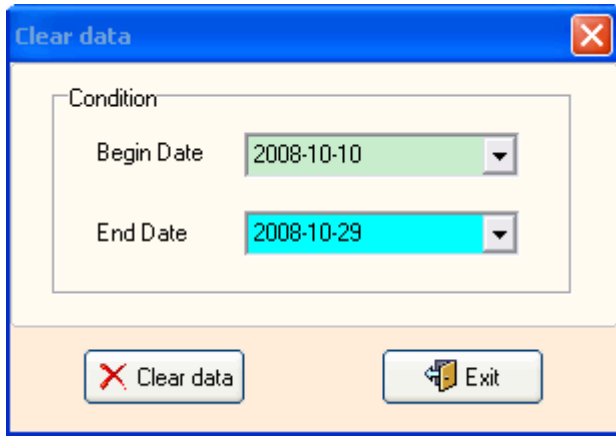 Clear data
Condition
Begin Date 2008-10-10
End Date 2008-10-29
Clear data Exit